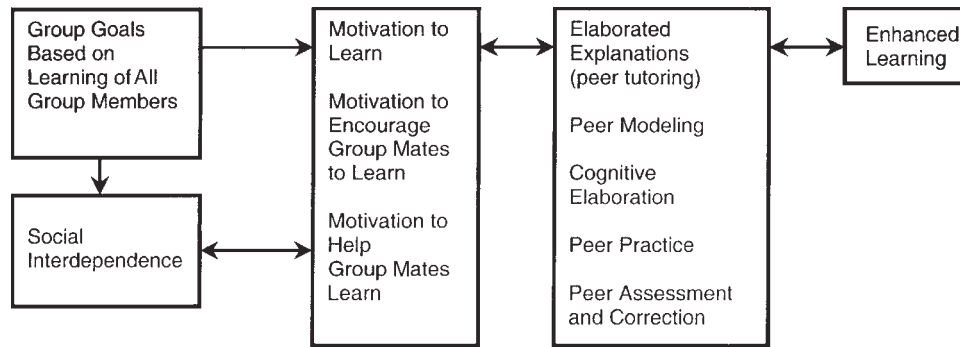 Group Goals
Based on
Learning of All
Group Members
Social
Interdependence
Motivation to
Learn
Motivation to
Encourage
Group Mates
to Learn
Motivation to
Help
Group Mates
Learn
Elaborated
Explanations
(peer tutoring)
Peer Modeling
Cognitive
Elaboration
Peer Practice
Peer Assessment
and Correction
Enhanced
Learning